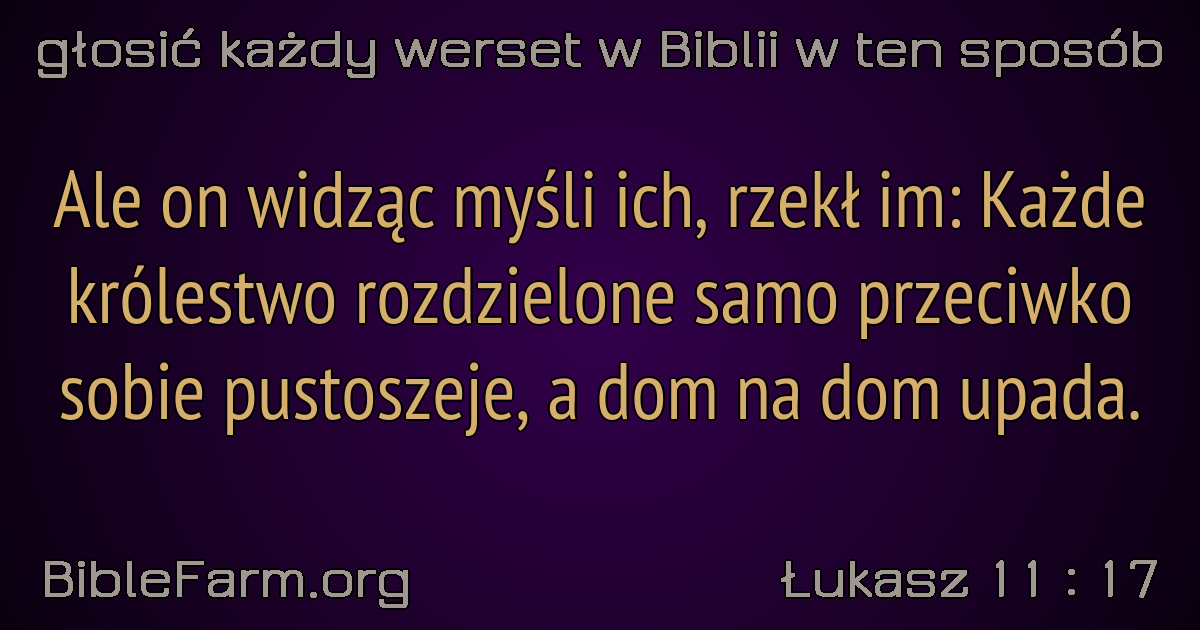 głosić każdy werset w Biblii w ten sposób
Ale on widząc myśli ich, rzekł im: Każde
królestwo rozdzielone samo przeciwko
sobie pustoszeje, a dom na dom upada.
BibleFarm.org
Łukasz 11 : 17